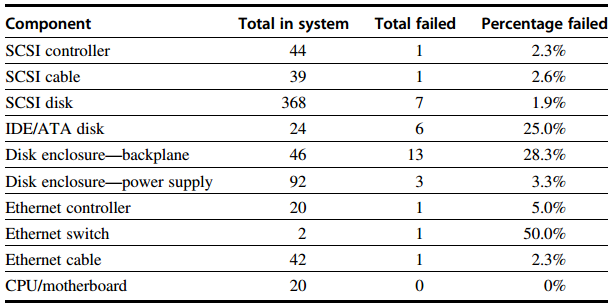 Component Total in system Total failed Percentage failed
SCSI controller 44 1 2.3%
SCSI cable 39 1 2.6%
SCSI disk 368 7 1.9%
IDE/ATA disk 24 6 25.0%
Disk enclosure—backplane 46 13 28.3%
Disk enclosure—power supply 92 3 3.3%
Ethernet controller 20 1 5.0%
Ethernet switch 2 1 50.0%
Ethernet cable 42 1 2.3%
CPU/motherboard 20 0 0%